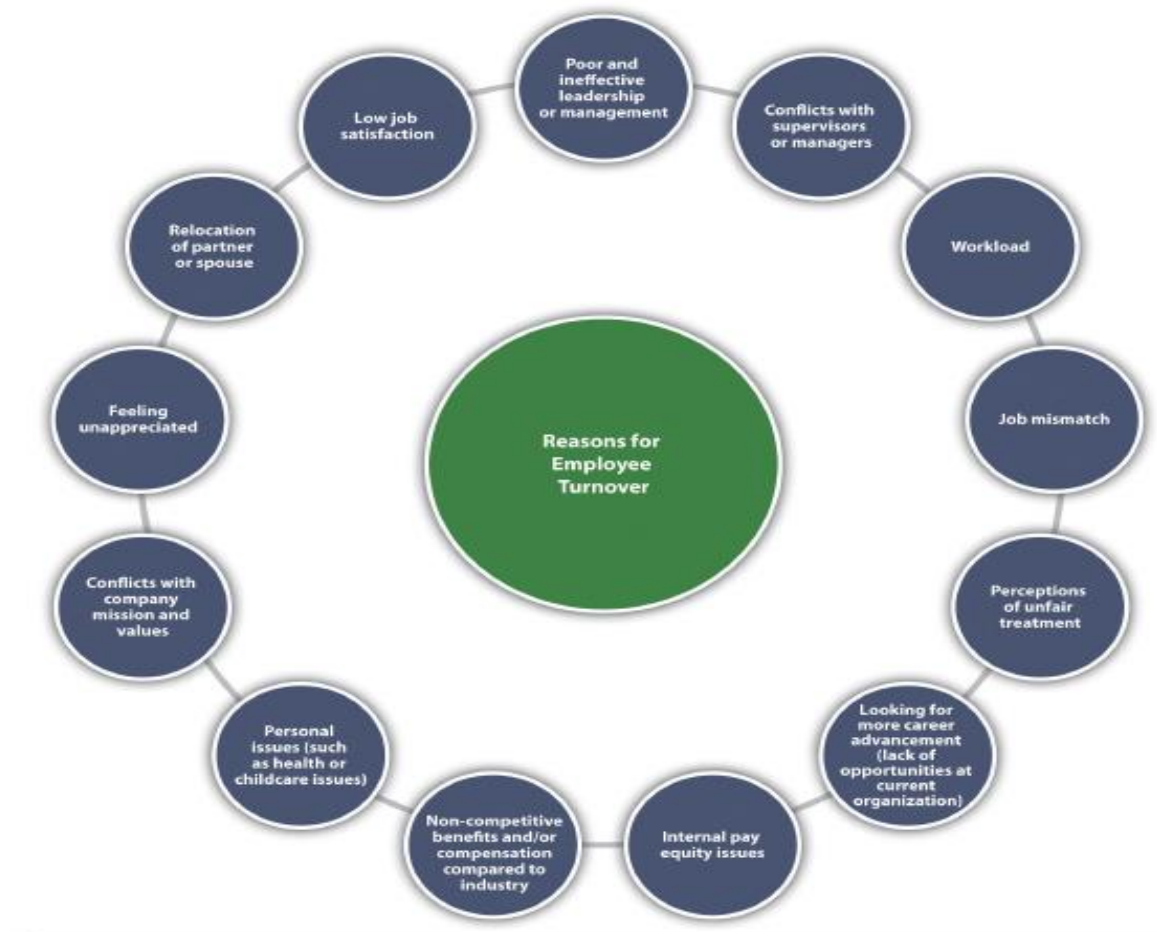 Poor and
ineffective
leadership
or management
Conflicts with
supervisors
or managers
Workload
Job mismatch
Perceptions
of unfair
treatment
Looking for
more career
advancement
(lack of
opportunities at
current
organization)
Internal pay
equity issues
Non-competitive
benefits and/or
compensation
compared to
industry
Personal
issues (such
as health or
childcare issues)
Conflicts with
company
mission and
values
Feeling
unappreciated
Relocation
of partner
or spouse
Low job
satisfaction
Reasons for
Employee
Turnover